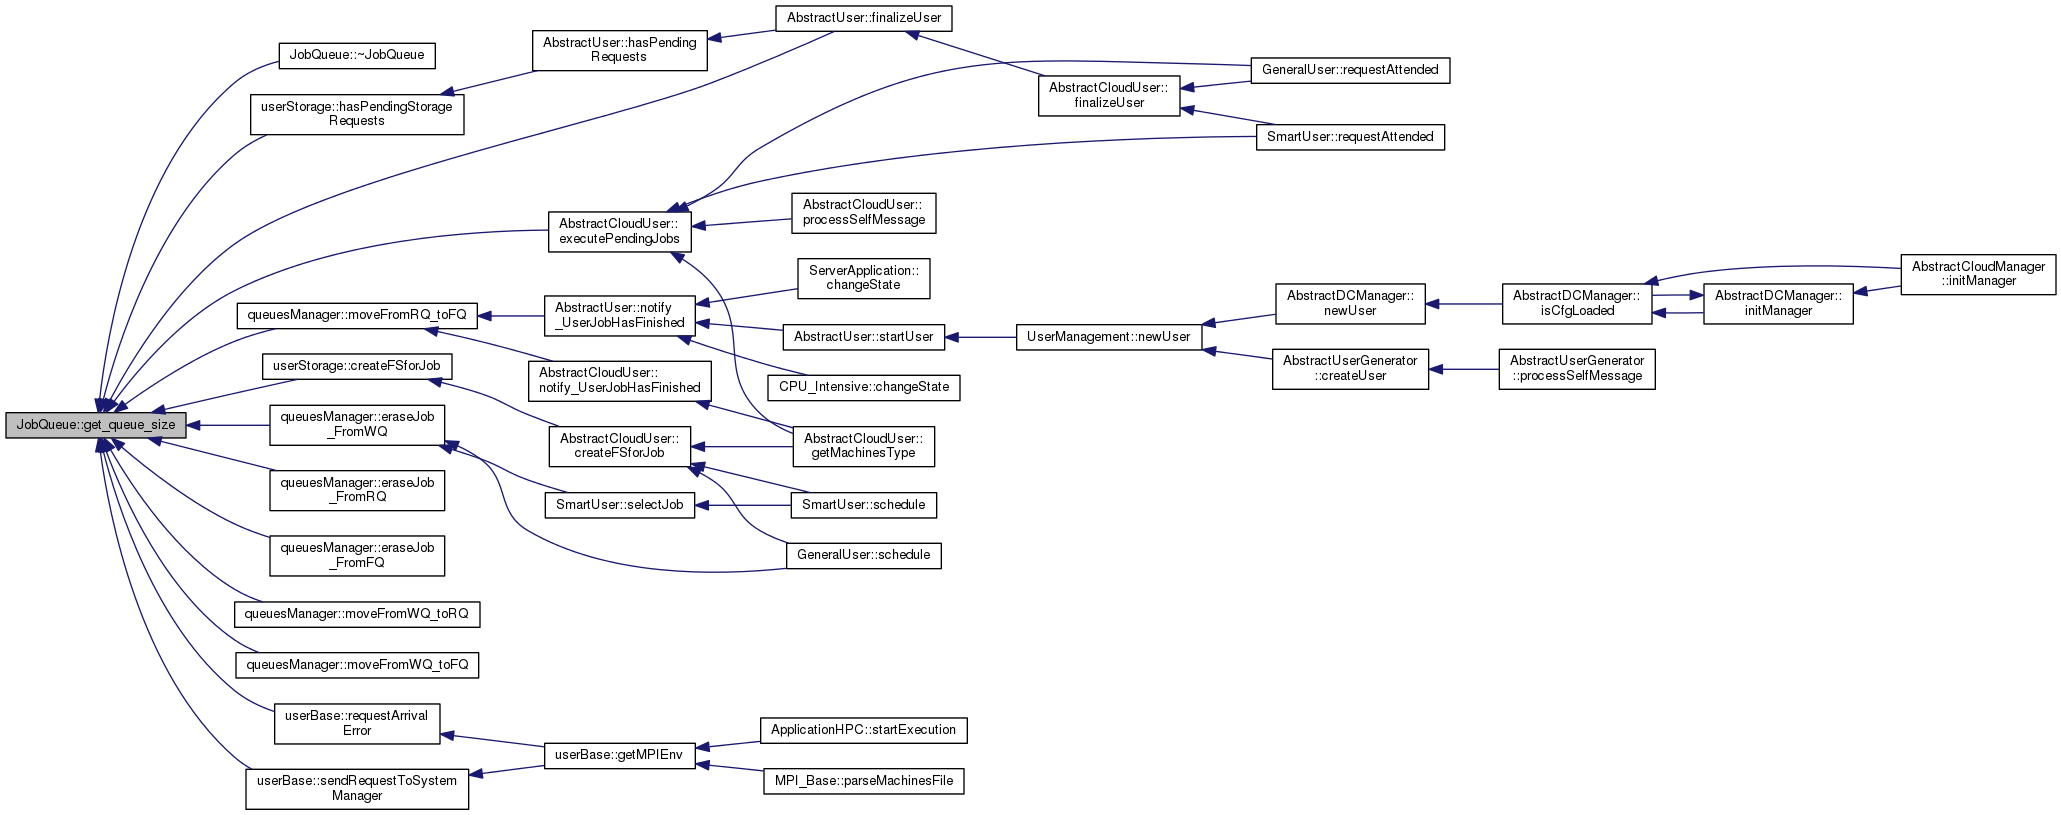 JobQueue::get_queue_size
JobQueue::~JobQueue
userStorage::hasPendingStorage
Requests
AbstractUser::hasPending
Requests
AbstractUser::finalizeUser
AbstractCloudUser::
finalizeUser
GeneralUser::requestAttended
SmartUser::requestAttended
AbstractCloudUser::
executePendingJobs
AbstractCloudUser::
processSelfMessage
queuesManager::moveFromRQ_toFQ
AbstractUser::notify
_UserJobHasFinished
ServerApplication::
changeState
AbstractUser::startUser
CPU_Intensive::changeState
UserManagement::newUser
AbstractDCManager::
newUser
AbstractDCManager::
isCfgLoaded
AbstractDCManager::
initManager
AbstractCloudManager
::initManager
AbstractUserGenerator
::createUser
AbstractUserGenerator
::processSelfMessage
AbstractCloudUser::
notify_UserJobHasFinished
userStorage::createFSforJob
AbstractCloudUser::
createFSforJob
AbstractCloudUser::
getMachinesType
queuesManager::eraseJob
_FromWQ
SmartUser::selectJob
SmartUser::schedule
GeneralUser::schedule
queuesManager::eraseJob
_FromRQ
queuesManager::eraseJob
_FromFQ
queuesManager::moveFromWQ_toRQ
queuesManager::moveFromWQ_toFQ
userBase::requestArrival
Error
userBase::sendRequestToSystem
Manager
userBase::getMPIEnv
ApplicationHPC::startExecution
MPI_Base::parseMachinesFile